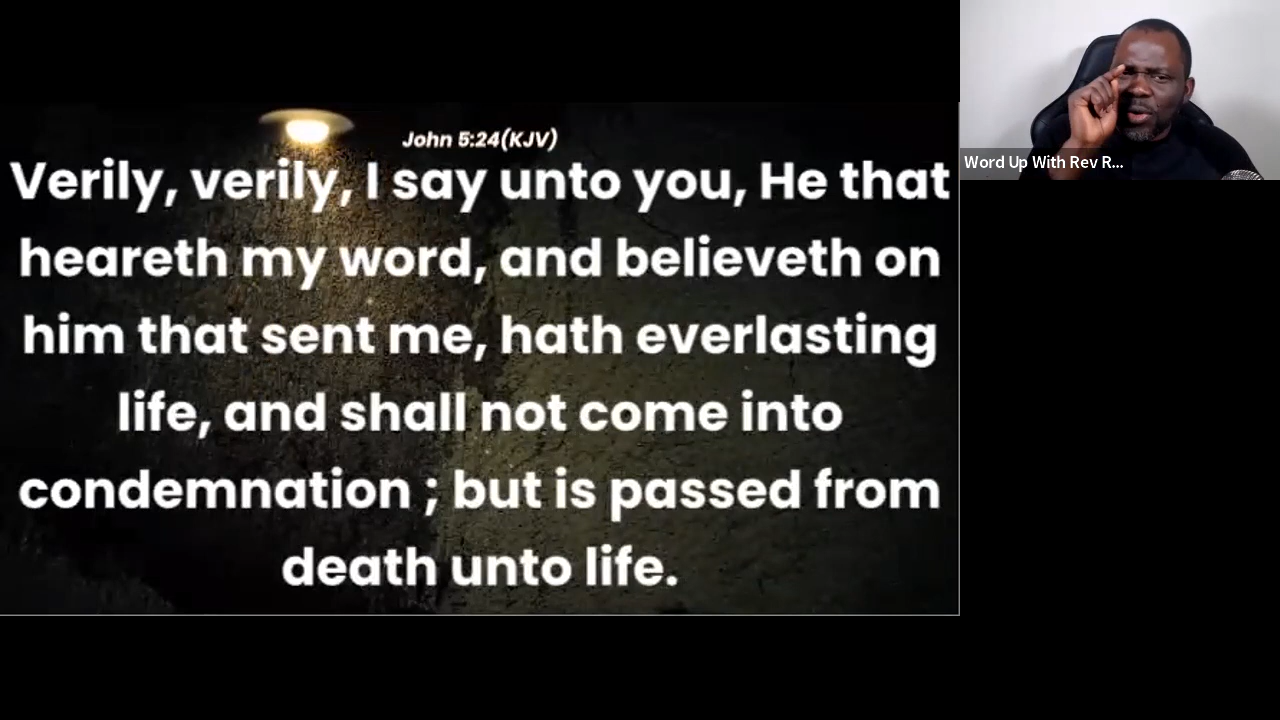 John 5:24(KJV)
Verily, verily, I say unto you, He that
heareth my word, and believeth on
him that sent me, hath everlasting
life, and shall not come into
condemnation ; but is passed from
death unto life.
Word Up With Rev R...